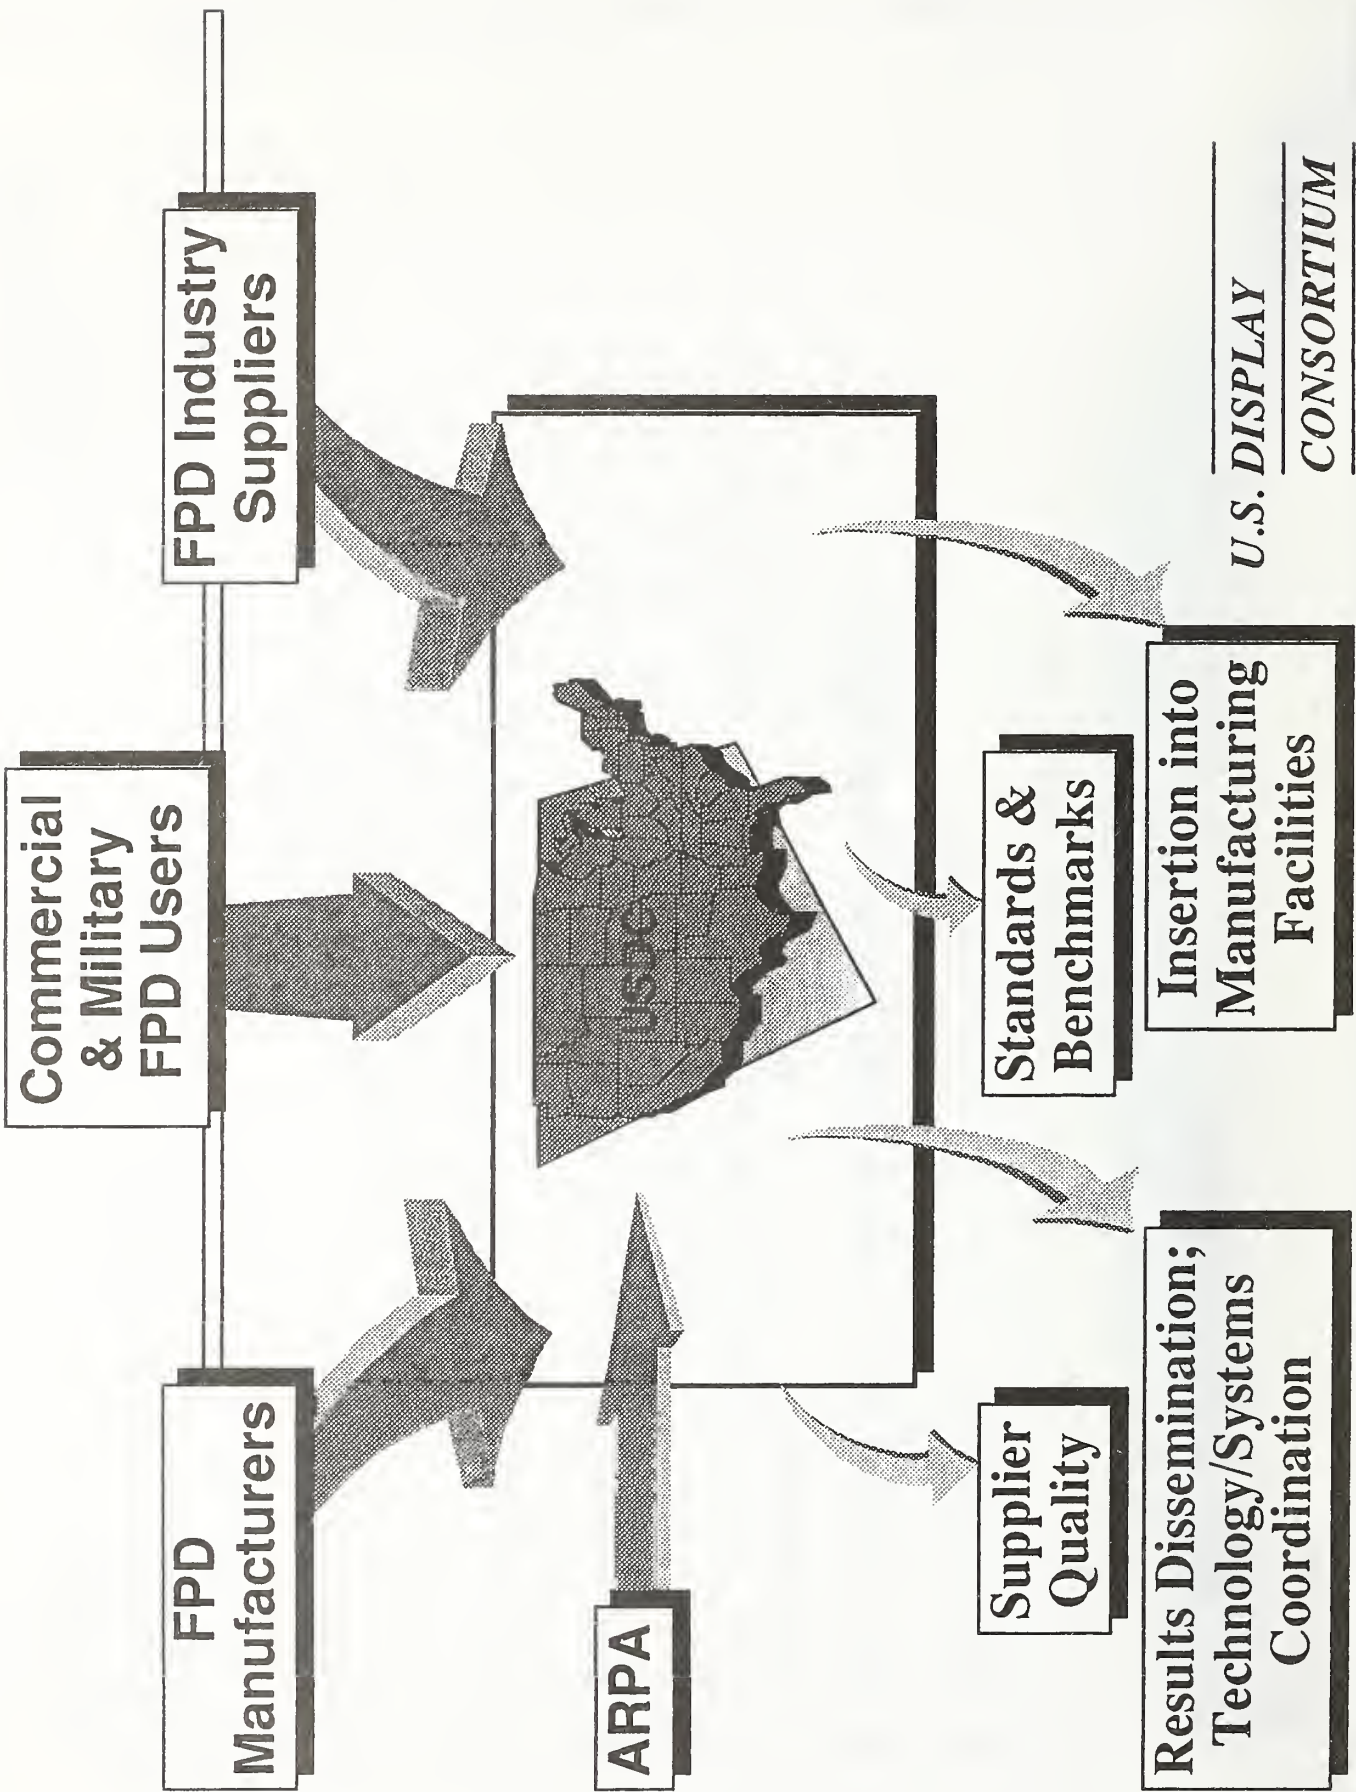 Commercial
& Military
FPD Users
FPD
Manufacturers
FPD Industry
Suppliers
ARPA
USDC
Supplier
Quality
Standards &
Benchmarks
Results Dissemination;
Technology/Systems
Coordination
Insertion into
Manufacturing
Facilities
U.S. DISPLAY
CONSORTIUM